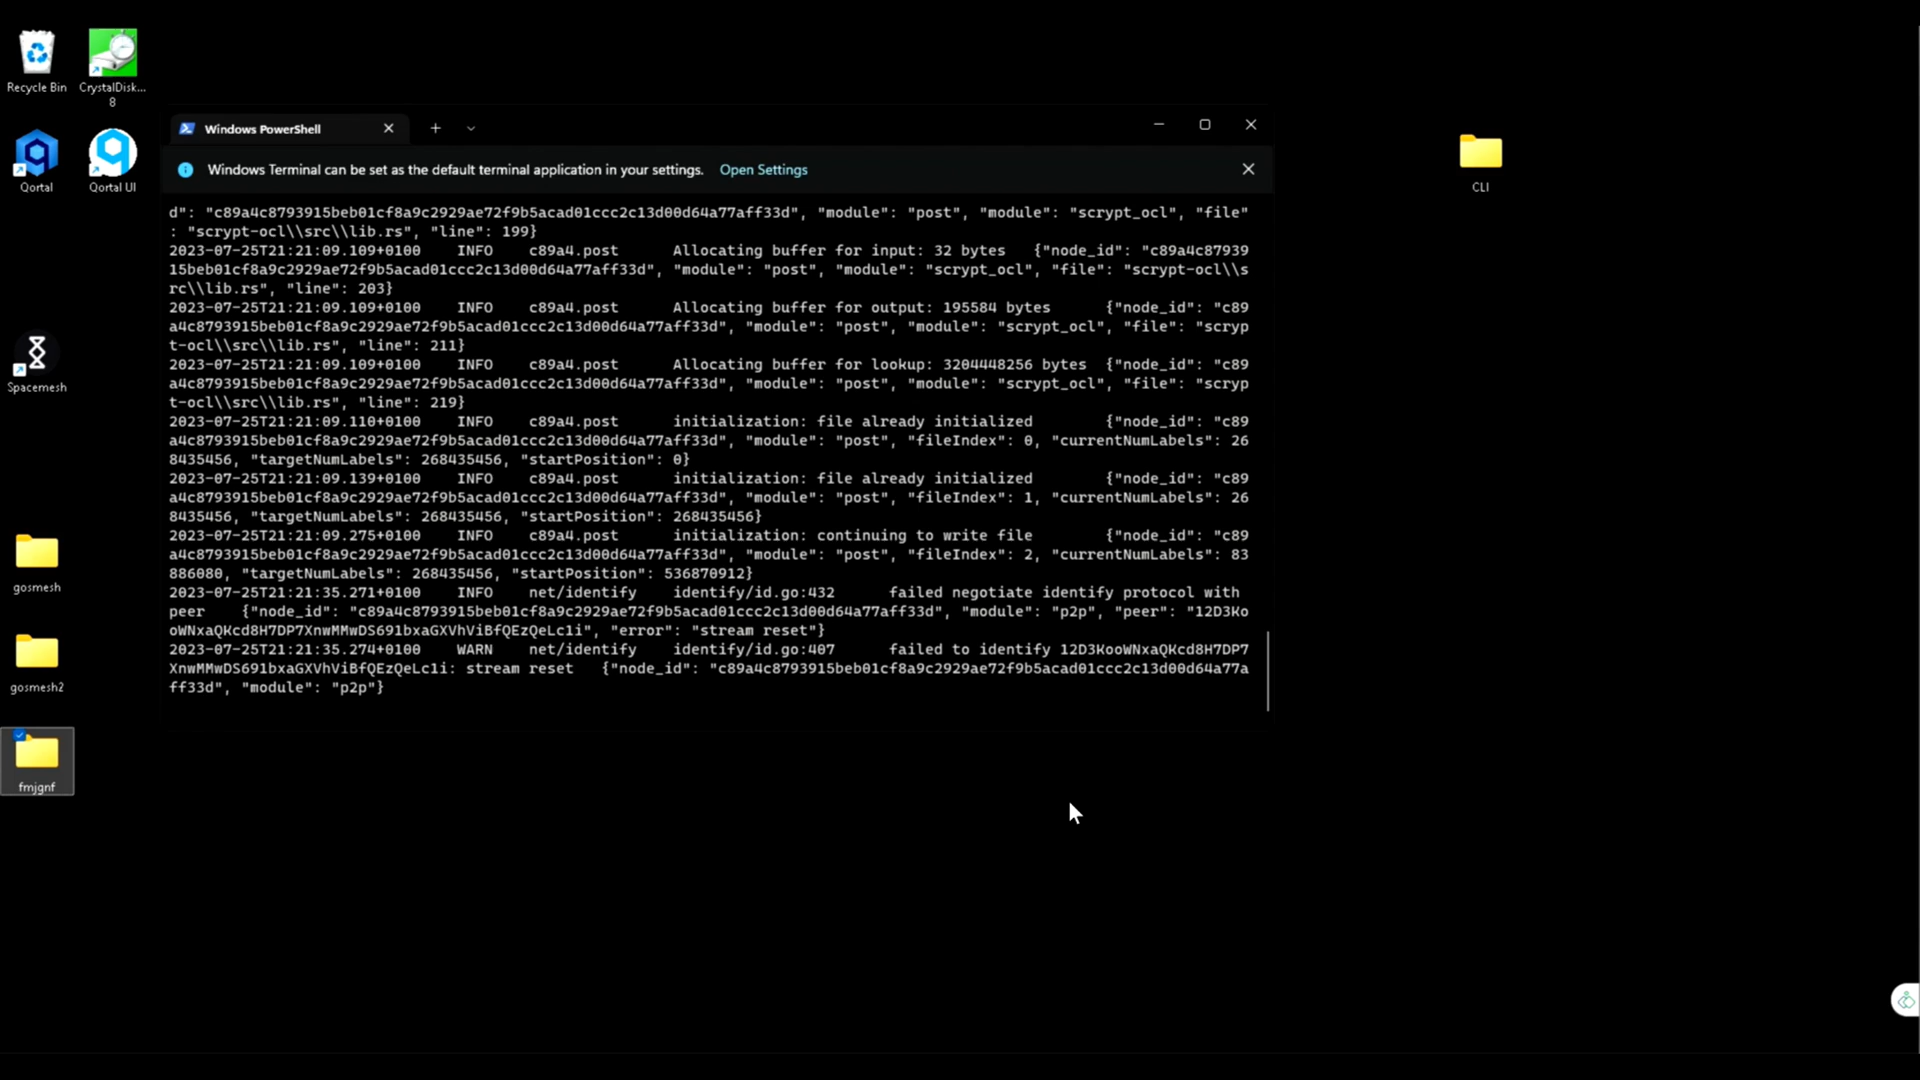 Recycle Bin
CrystalDisk...
8
Qortal
Qortal UI
Spacemesh
gosmesh
gosmesh2
fmjgnf
Windows PowerShell
Windows Terminal can be set as the default terminal application in your settings. Open Settings
d": "c89a4c8793915beb01cf8a9c2929ae72f9b5acad01ccc2c13d00d64a77aff33d", "module": "post", "module": "scrypt_ocl", "file"
: "scrypt-ocl\\src\\lib.rs", "line": 199}
2023-07-25T21:21:09.109+0100 INFO c89a4.post Allocating buffer for input: 32 bytes {"node_id": "c89a4c87939
15beb01cf8a9c2929ae72f9b5acad01ccc2c13d00d64a77aff33d", "module": "post", "module": "scrypt_ocl", "file": "scrypt-ocl\\s
rc\\lib.rs", "line": 203}
2023-07-25T21:21:09.109+0100 INFO c89a4.post Allocating buffer for output: 195584 bytes {"node_id": "c89
a4c8793915beb01cf8a9c2929ae72f9b5acad01ccc2c13d00d64a77aff33d", "module": "post", "module": "scrypt_ocl", "file": "scryp
t-ocl\\src\\lib.rs", "line": 211}
2023-07-25T21:21:09.109+0100 INFO c89a4.post Allocating buffer for lookup: 3204448256 bytes {"node_id": "c89
a4c8793915beb01cf8a9c2929ae72f9b5acad01ccc2c13d00d64a77aff33d", "module": "post", "module": "scrypt_ocl", "file": "scryp
t-ocl\\src\\lib.rs", "line": 219}
2023-07-25T21:21:09.110+0100 INFO c89a4.post initialization: file already initialized {"node_id": "c89
a4c8793915beb01cf8a9c2929ae72f9b5acad01ccc2c13d00d64a77aff33d", "module": "post", "fileIndex": 0, "currentNumLabels": 26
8435456, "targetNumLabels": 268435456, "startPosition": 0}
2023-07-25T21:21:09.139+0100 INFO c89a4.post initialization: file already initialized {"node_id": "c89
a4c8793915beb01cf8a9c2929ae72f9b5acad01ccc2c13d00d64a77aff33d", "module": "post", "fileIndex": 1, "currentNumLabels": 26
8435456, "targetNumLabels": 268435456, "startPosition": 268435456}
2023-07-25T21:21:09.275+0100 INFO c89a4.post initialization: continuing to write file {"node_id": "c89
a4c8793915beb01cf8a9c2929ae72f9b5acad01ccc2c13d00d64a77aff33d", "module": "post", "fileIndex": 2, "currentNumLabels": 83
886080, "targetNumLabels": 268435456, "startPosition": 536870912}
2023-07-25T21:21:35.271+0100 INFO net/identify identify/id.go:432 failed negotiate identify protocol with
peer {"node_id": "c89a4c8793915beb01cf8a9c2929ae72f9b5acad01ccc2c13d00d64a77aff33d", "module": "p2p", "peer": "12D3Ko
oWNxaQKcd8H7DP7XnwMMwDS691bxaGXVhViBfQEzQeLc1i", "error": "stream reset"}
2023-07-25T21:21:35.274+0100 WARN net/identify identify/id.go:407 failed to identify 12D3KooWNxaQKcd8H7DP7
XnwMMwDS691bxaGXVhViBfQEzQeLc1i: stream reset {"node_id": "c89a4c8793915beb01cf8a9c2929ae72f9b5acad01ccc2c13d00d64a77a
ff33d", "module": "p2p"}
CLI